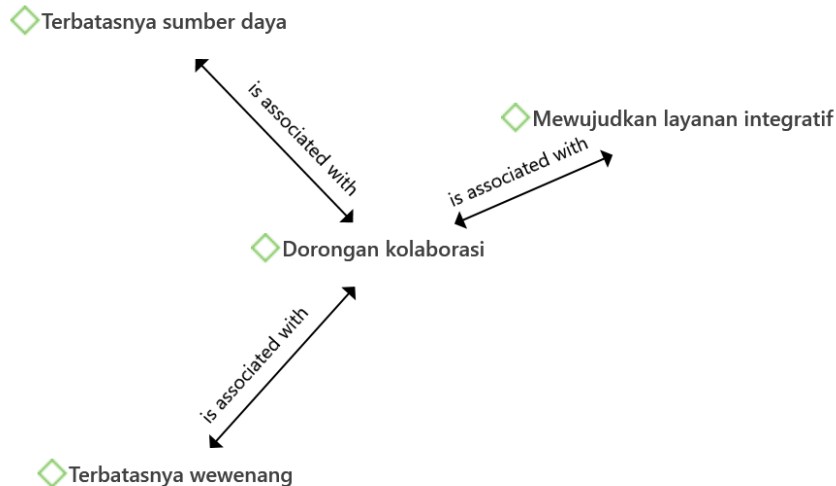 Terbatasnya sumber daya
is associated with
Mewujudkan layanan integratif
is associated with
Dorongan kolaborasi
is associated with
Terbatasnya wewenang